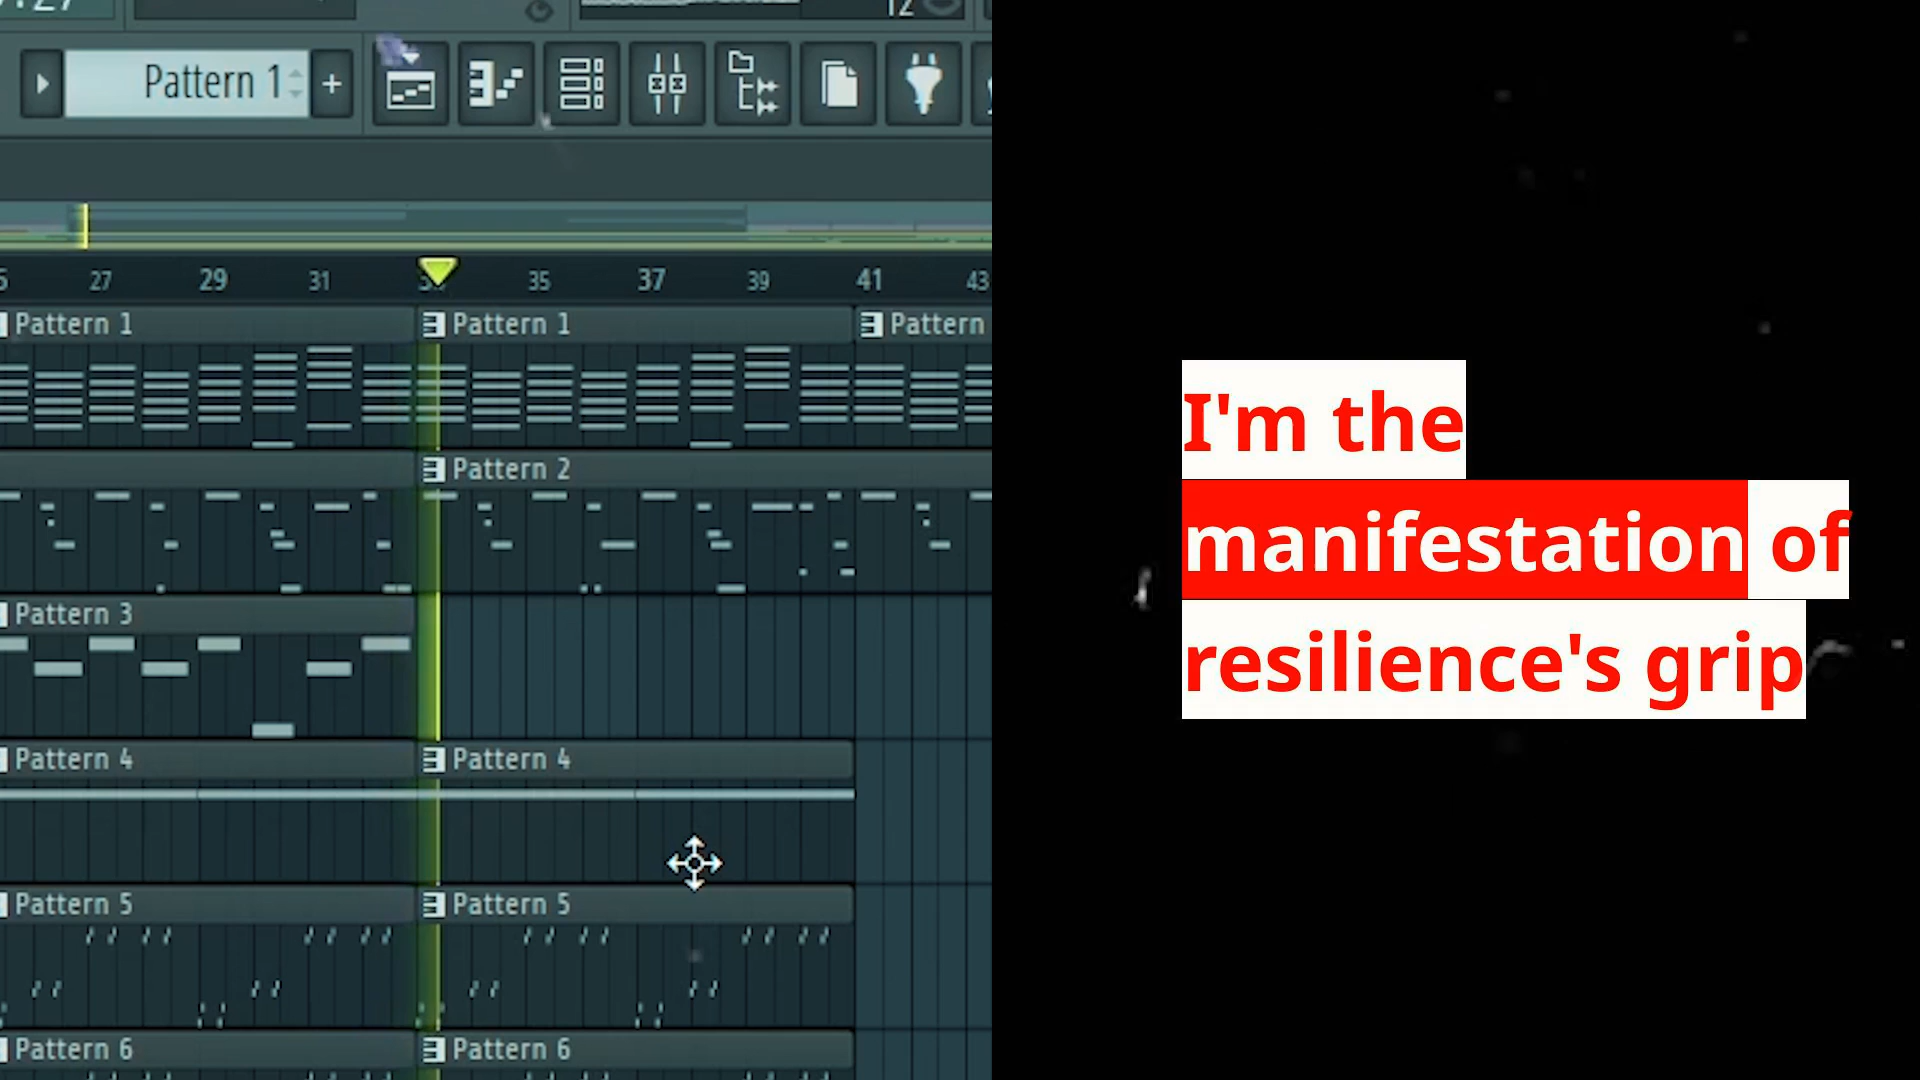 Pattern 1
12
27 29 31 35 37 39 41 43
Pattern 1 Pattern 1 Pattern
Pattern 2
Pattern 3
Pattern 4 Pattern 4
Pattern 5 Pattern 5
Pattern 6 Pattern 6
I'm the
manifestation of
resilience's grip